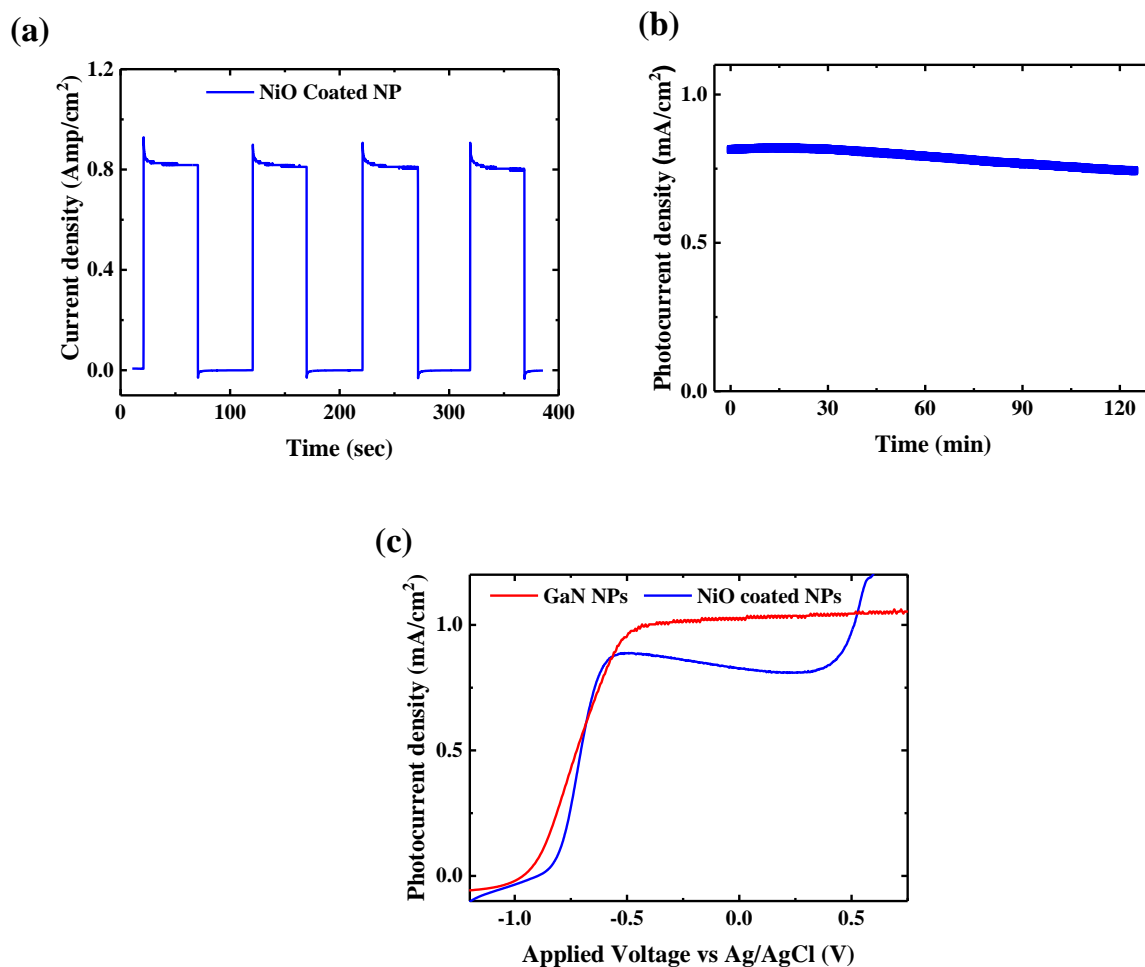 (a)
1.2
0.8
0.4
0.0
0 100 200 300 400
NiO Coated NP
Current density (Amp/cm²)
Time (sec)
(b)
1.0
0.5
0.0
0 30 60 90 120
Photocurrent density (mA/cm²)
Time (min)
(c)
GaN NPs NiO coated NPs
1.0
0.5
0.0
-1.0 -0.5 0.0 0.5
Photocurrent density (mA/cm²)
Applied Voltage vs Ag/AgCl (V)